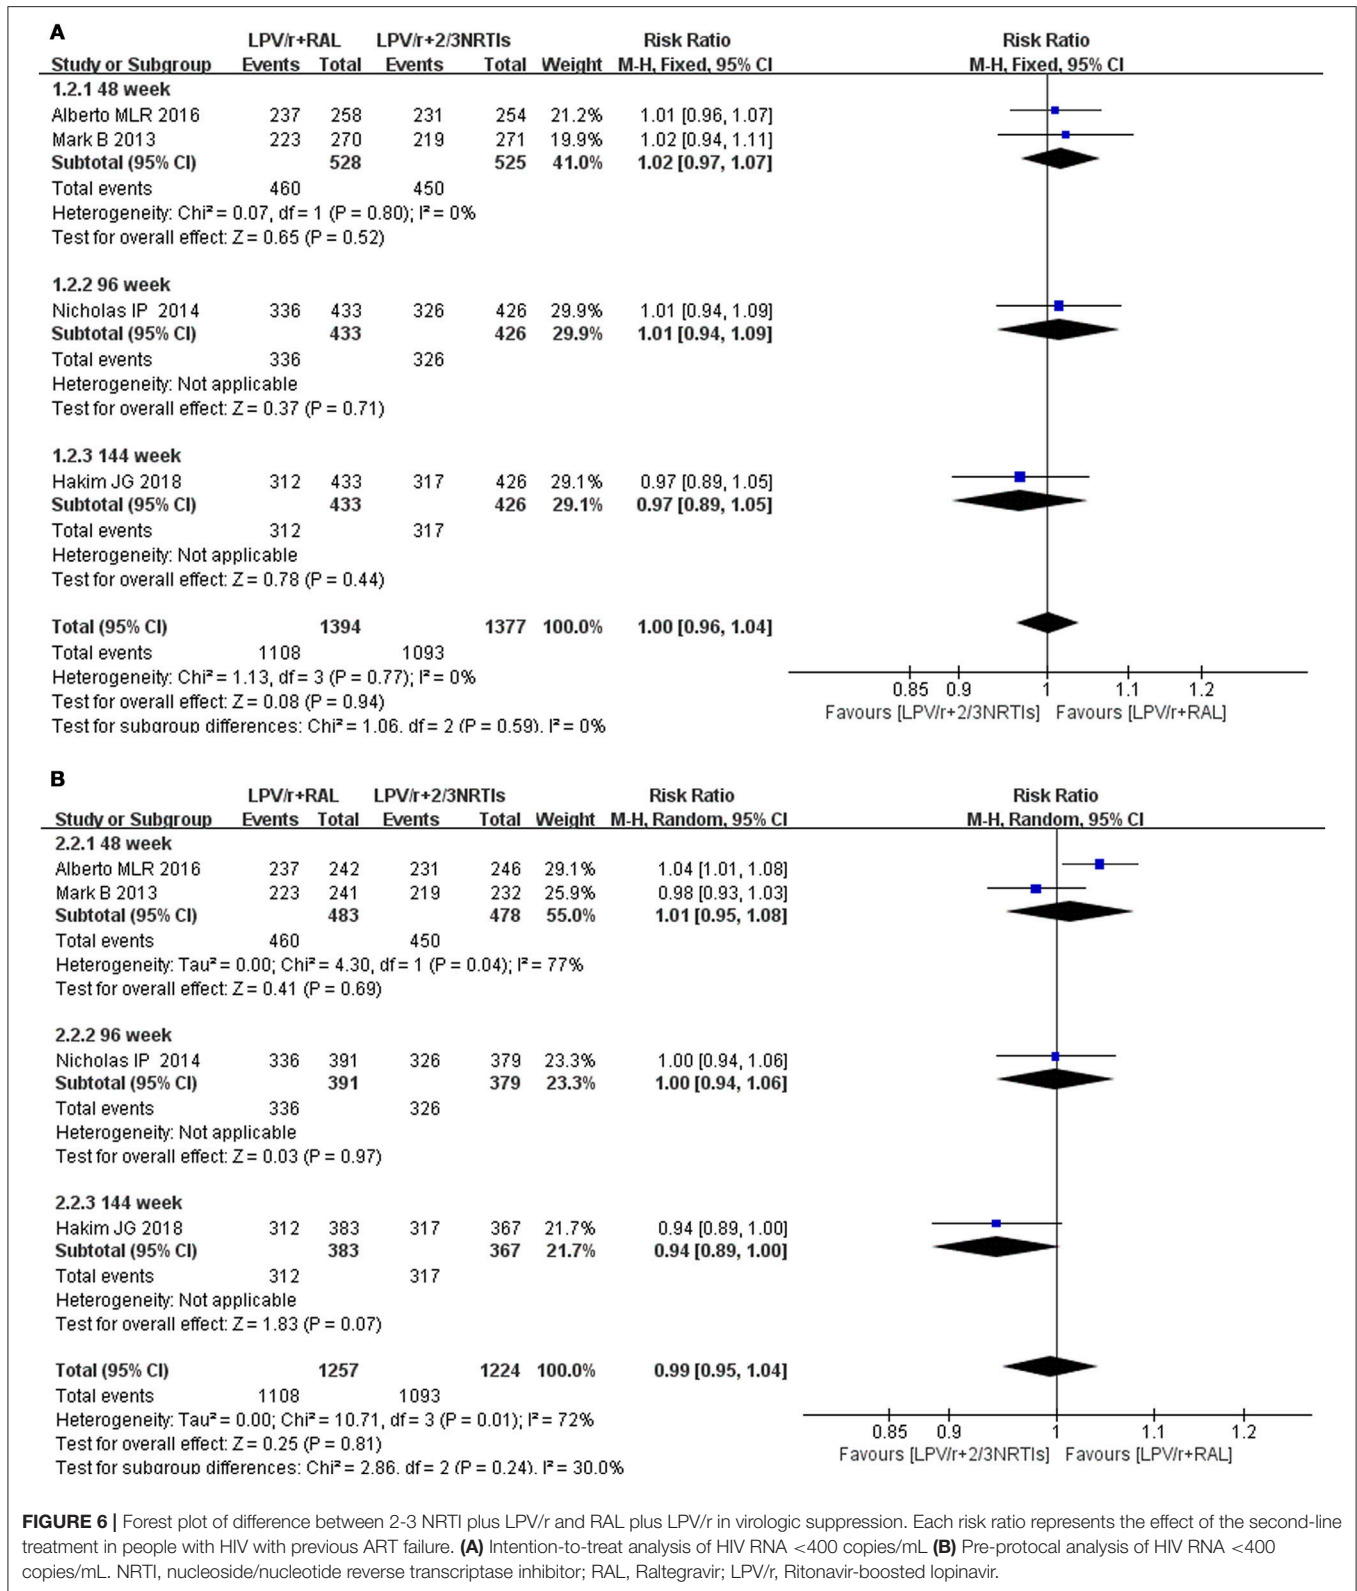 A
LPV/r+RAL LPV/r+2/3NRTIs Risk Ratio Risk Ratio
Study or Subgroup Events Total Events Total Weight M-H, Fixed, 95% CI M-H, Fixed, 95% CI
1.2.1 48 week
Alberto MLR 2016 237 258 231 254 21.2% 1.01 [0.96, 1.07]
Mark B 2013 223 270 219 271 19.9% 1.02 [0.94, 1.11]
Subtotal (95% CI) 528 525 41.0% 1.02 [0.97, 1.07]
Total events 460 450
Heterogeneity: Chi² = 0.07, df = 1 (P = 0.80); I² = 0%
Test for overall effect: Z = 0.65 (P = 0.52)
1.2.2 96 week
Nicholas IP 2014 336 433 326 426 29.9% 1.01 [0.94, 1.09]
Subtotal (95% CI) 433 426 29.9% 1.01 [0.94, 1.09]
Total events 336 326
Heterogeneity: Not applicable
Test for overall effect: Z = 0.37 (P = 0.71)
1.2.3 144 week
Hakim JG 2018 312 433 317 426 29.1% 0.97 [0.89, 1.05]
Subtotal (95% CI) 433 426 29.1% 0.97 [0.89, 1.05]
Total events 312 317
Heterogeneity: Not applicable
Test for overall effect: Z = 0.78 (P = 0.44)
Total (95% CI) 1394 1377 100.0% 1.00 [0.96, 1.04]
Total events 1108 1093
Heterogeneity: Chi² = 1.13, df = 3 (P = 0.77); I² = 0%
Test for overall effect: Z = 0.08 (P = 0.94)
Test for subgroup differences: Chi² = 1.06. df = 2 (P = 0.59). I² = 0%
0.85 0.9 1 1.1 1.2
Favours [LPV/r+2/3NRTIs] Favours [LPV/r+RAL]
B
LPV/r+RAL LPV/r+2/3NRTIs Risk Ratio Risk Ratio
Study or Subgroup Events Total Events Total Weight M-H, Random, 95% CI M-H, Random, 95% CI
2.2.1 48 week
Alberto MLR 2016 237 242 231 246 29.1% 1.04 [1.01, 1.08]
Mark B 2013 223 241 219 232 25.9% 0.98 [0.93, 1.03]
Subtotal (95% CI) 483 478 55.0% 1.01 [0.95, 1.08]
Total events 460 450
Heterogeneity: Tau² = 0.00; Chi² = 4.30, df = 1 (P = 0.04); I² = 77%
Test for overall effect: Z = 0.41 (P = 0.69)
2.2.2 96 week
Nicholas IP 2014 336 391 326 379 23.3% 1.00 [0.94, 1.06]
Subtotal (95% CI) 391 379 23.3% 1.00 [0.94, 1.06]
Total events 336 326
Heterogeneity: Not applicable
Test for overall effect: Z = 0.03 (P = 0.97)
2.2.3 144 week
Hakim JG 2018 312 383 317 367 21.7% 0.94 [0.89, 1.00]
Subtotal (95% CI) 383 367 21.7% 0.94 [0.89, 1.00]
Total events 312 317
Heterogeneity: Not applicable
Test for overall effect: Z = 1.83 (P = 0.07)
Total (95% CI) 1257 1224 100.0% 0.99 [0.95, 1.04]
Total events 1108 1093
Heterogeneity: Tau² = 0.00; Chi² = 10.71, df = 3 (P = 0.01); I² = 72%
Test for overall effect: Z = 0.25 (P = 0.81)
Test for subgroup differences: Chi² = 2.86. df = 2 (P = 0.24). I² = 30.0%
0.85 0.9 1 1.1 1.2
Favours [LPV/r+2/3NRTIs] Favours [LPV/r+RAL]
FIGURE 6 | Forest plot of difference between 2-3 NRTI plus LPV/r and RAL plus LPV/r in virologic suppression. Each risk ratio represents the effect of the second-line
treatment in people with HIV with previous ART failure. (A) Intention-to-treat analysis of HIV RNA <400 copies/mL (B) Pre-protocal analysis of HIV RNA <400
copies/mL. NRTI, nucleoside/nucleotide reverse transcriptase inhibitor; RAL, Raltegravir; LPV/r, Ritonavir-boosted lopinavir.